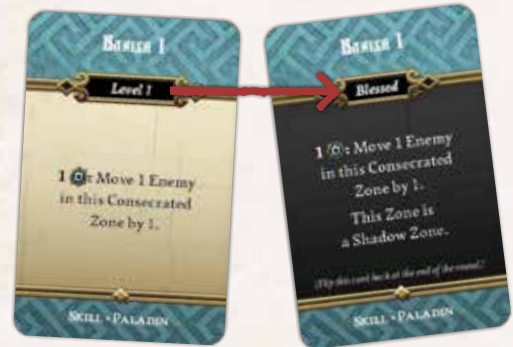 Banish 1
Level 1
1 : Move 1 Enemy
in this Consecrated
Zone by 1.
Skill • Paladin
Banish 1
Blessed
1 : Move 1 Enemy
in this Consecrated
Zone by 1.
This Zone is
a Shadow Zone.
(Flip this card back at the end of the round.)
Skill • Paladin